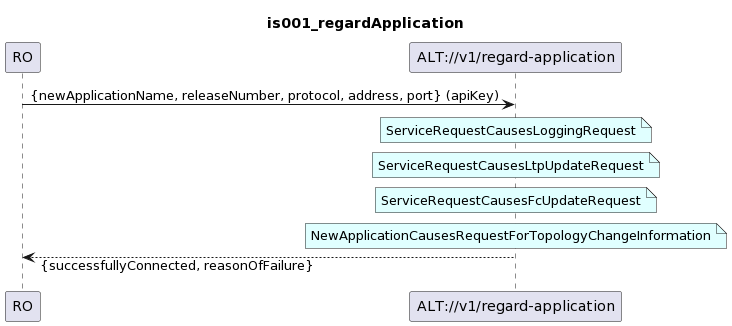 is001_regardApplication
RO
ALT://v1/regard-application
{newApplicationName, releaseNumber, protocol, address, port} (apiKey)
ServiceRequestCausesLoggingRequest
ServiceRequestCausesLtpUpdateRequest
ServiceRequestCausesFcUpdateRequest
NewApplicationCausesRequestForTopologyChangeInformation
{successfullyConnected, reasonOfFailure}
RO
ALT://v1/regard-application